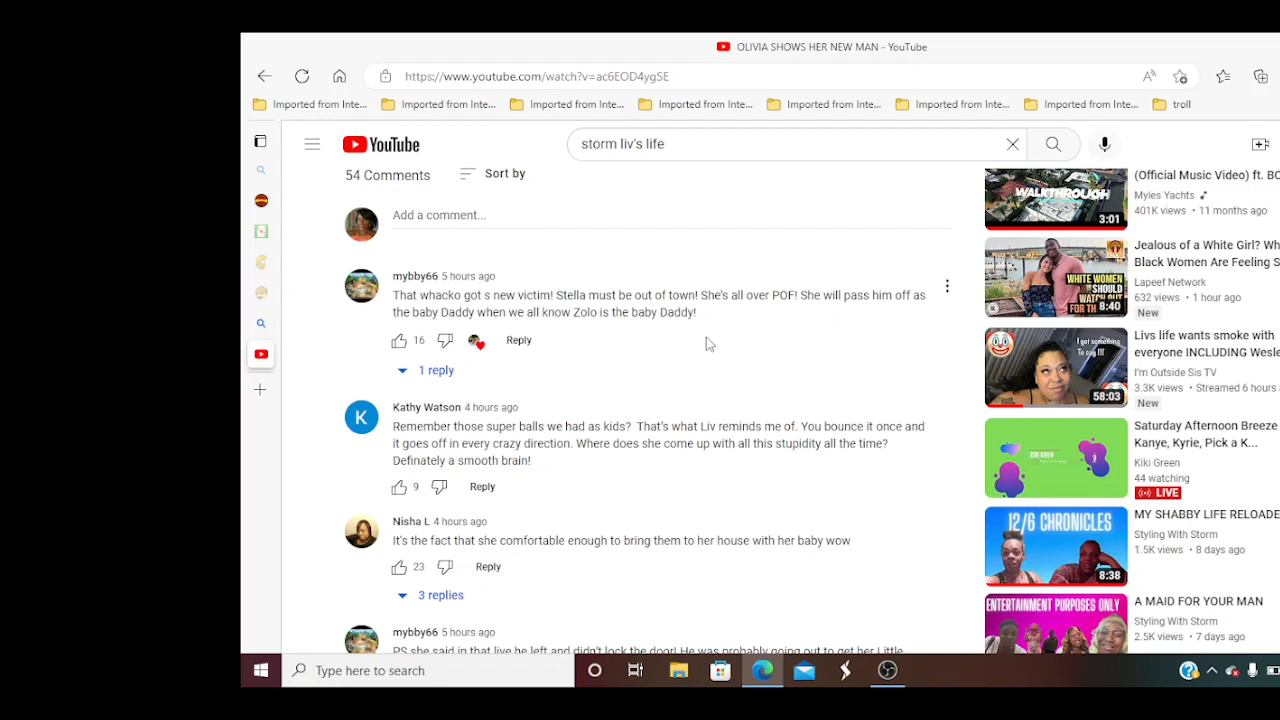 OLIVIA SHOWS HER NEW MAN - YouTube
https://www.youtube.com/watch?v=ac6EOD4ygSE
Imported from Inte... Imported from Inte... Imported from Inte... Imported from Inte... Imported from Inte... Imported from Inte... Imported from Inte... troll
YouTube
storm liv's life
54 Comments
Sort by
Add a comment...
mybby66 5 hours ago
That whacko got s new victim! Stella must be out of town! She's all over POF! She will pass him off as
the baby Daddy when we all know Zolo is the baby Daddy!
16 Reply
1 reply
K
Kathy Watson 4 hours ago
Remember those super balls we had as kids? That's what Liv reminds me of. You bounce it once and
it goes off in every crazy direction. Where does she come up with all this stupidity all the time?
Definately a smooth brain!
9 Reply
Nisha L 4 hours ago
It's the fact that she comfortable enough to bring them to her house with her baby wow
23 Reply
3 replies
mybby66 5 hours ago
PS she said in that live he left and didn't lock the door! He was probably going out to get her Little
WALKTHROUGH
3:01
(Official Music Video) ft. BO
Myles Yachts
401K views • 11 months ago
WHITE WOMEN
SHOULD
WATCH OUT
FOR TH
8:40
Jealous of a White Girl? Wh
Black Women Are Feeling S
Lapeef Network
632 views • 1 hour ago
New
I got something
To say !!!
58:03
Livs life wants smoke with
everyone INCLUDING Wesle
I'm Outside Sis TV
3.3K views • Streamed 6 hours a
New
KIKI GREEN
Saturday Afternoon Breeze
Kanye, Kyrie, Pick a K...
Kiki Green
44 watching
LIVE
12/6 CHRONICLES
8:38
MY SHABBY LIFE RELOADE
Styling With Storm
1.5K views • 8 days ago
ENTERTAINMENT PURPOSES ONLY
A MAID FOR YOUR MAN
Styling With Storm
2.5K views • 7 days ago
Type here to search